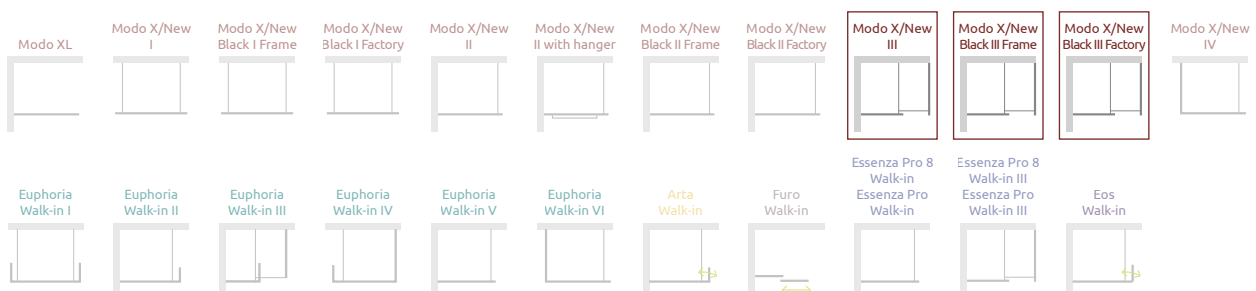 Modo XL
Modo X/New
I
Modo X/New
Black I Frame
Modo X/New
Black I Factory
Modo X/New
II
Modo X/New
II with hanger
Modo X/New
Black II Frame
Modo X/New
Black II Factory
Modo X/New
III
Modo X/New
Black III Frame
Modo X/New
Black III Factory
Modo X/New
IV
Euphoria
Walk-in I
Euphoria
Walk-in II
Euphoria
Walk-in III
Euphoria
Walk-in IV
Euphoria
Walk-in V
Euphoria
Walk-in VI
Arta
Walk-in
Furo
Walk-in
Essenza Pro 8
Walk-in
Essenza Pro
Walk-in
Essenza Pro 8
Walk-in III
Essenza Pro
Walk-in III
Eos
Walk-in